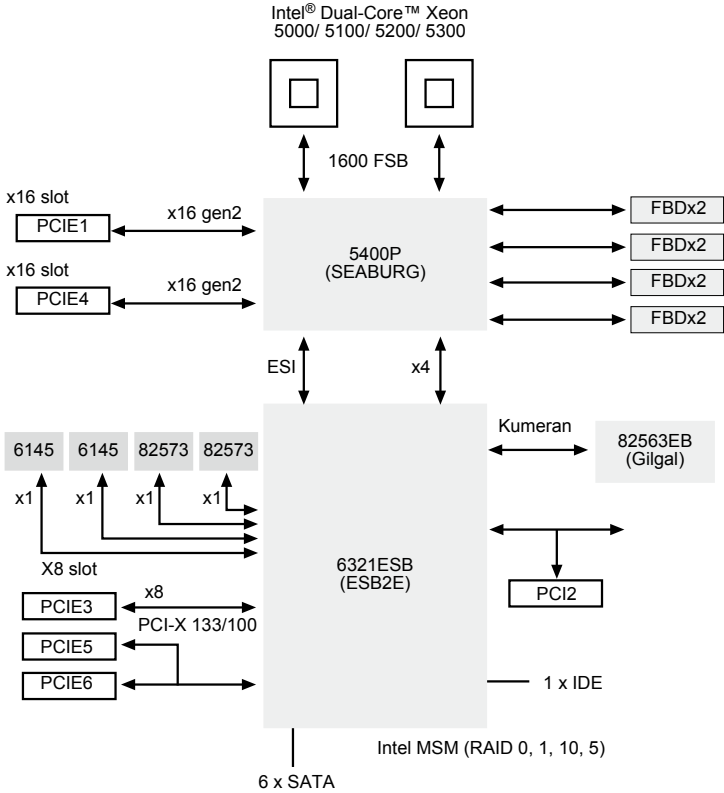 Intel® Dual-Core™ Xeon
5000/ 5100/ 5200/ 5300
1600 FSB
x16 slot
PCIE1
x16 gen2
x16 slot
PCIE4
x16 gen2
5400P
(SEABURG)
FBDx2
FBDx2
FBDx2
FBDx2
ESI
x4
6145
6145
82573
82573
x1
x1
x1
x1
Kumeran
82563EB
(Gilgal)
X8 slot
PCIE3
x8
PCI-X 133/100
PCIE5
PCIE6
6321ESB
(ESB2E)
PCI2
1 x IDE
Intel MSM (RAID 0, 1, 10, 5)
6 x SATA